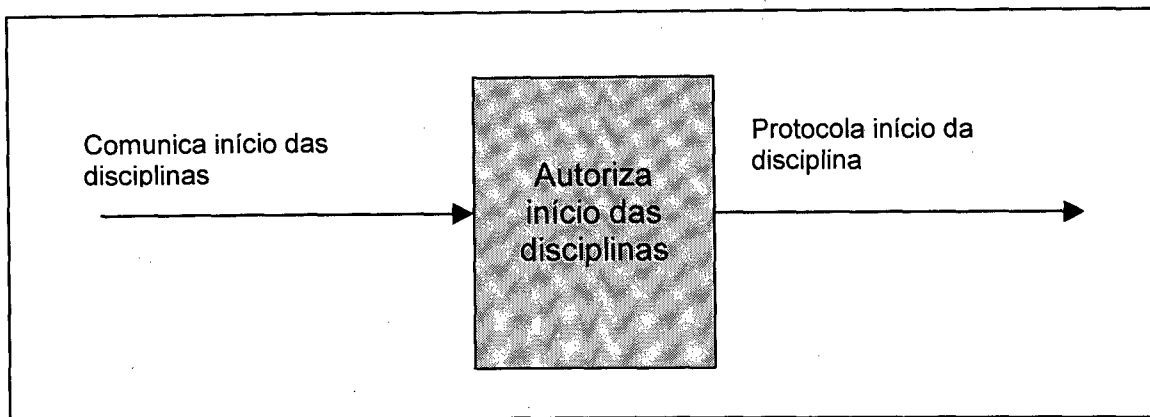 Comunica início das
disciplinas
Autoriza
início das
disciplinas
Protocola início da
disciplina